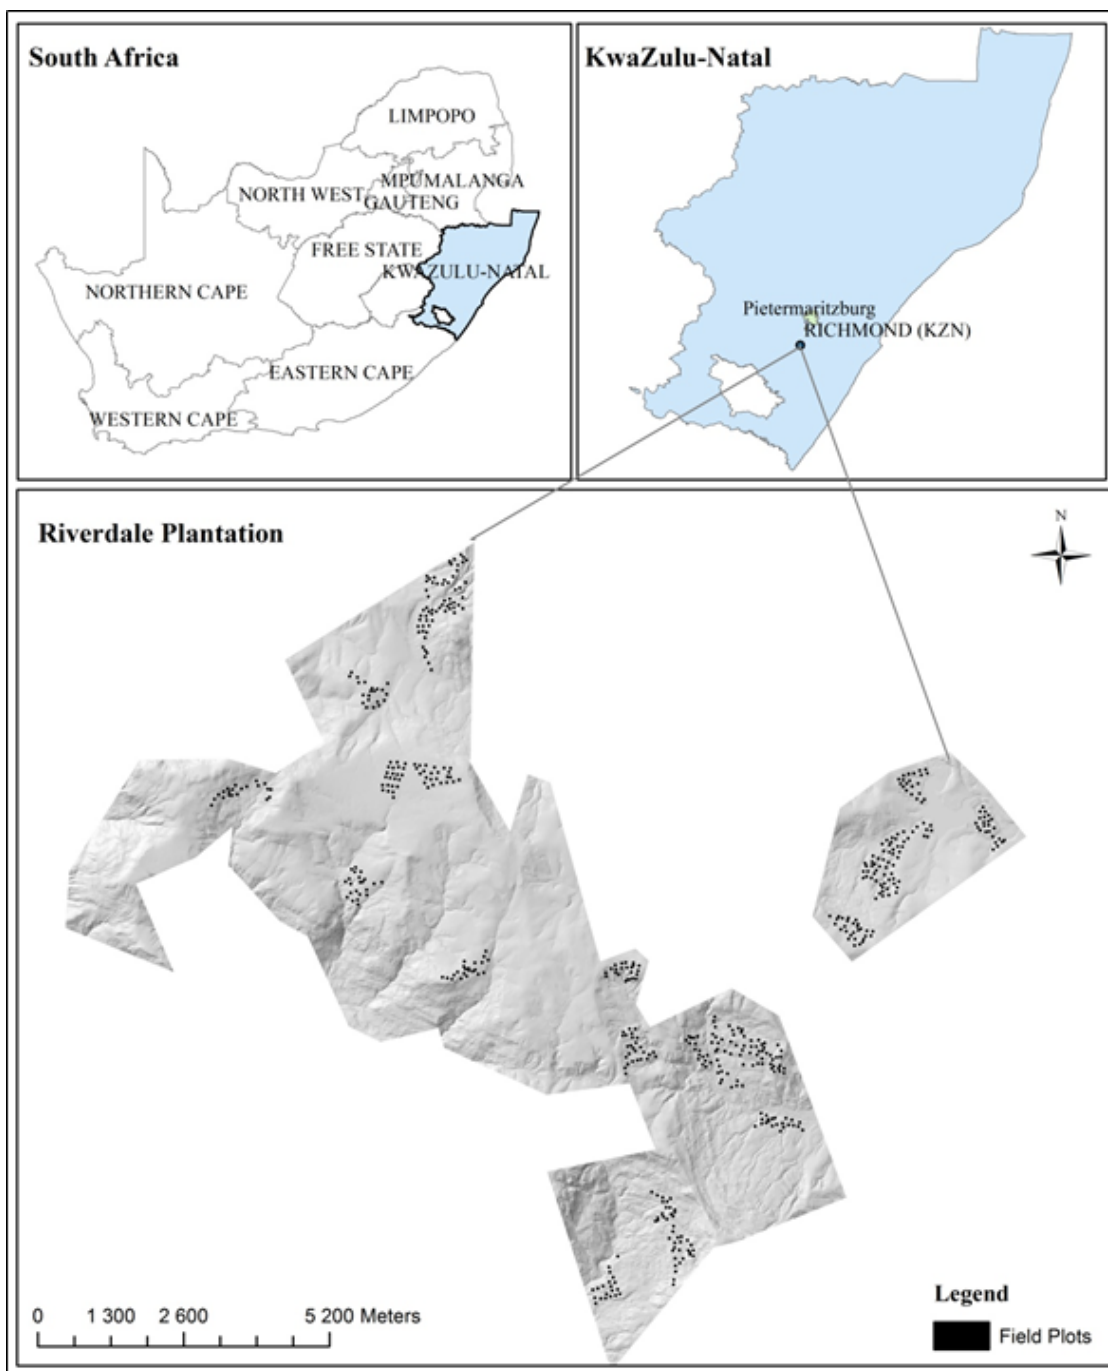 South Africa
LIMPOPO
MPUMALANGA
NORTH WEST
GAUTENG
FREE STATE
KWAZULU-NATAL
NORTHERN CAPE
EASTERN CAPE
WESTERN CAPE
KwaZulu-Natal
Pietermaritzburg
RICHMOND (KZN)
Riverdale Plantation
N
0 1 300 2 600 5 200 Meters
Legend
Field Plots